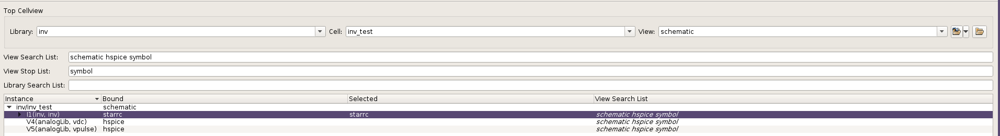 Top Cellview
Library: inv Cell: inv_test View: schematic
View Search List: schematic hspice symbol
View Stop List: symbol
Library Search List:
Instance Bound Selected View Search List
inv/inv_test schematic
I1(inv, inv) starrc starrc schematic hspice symbol
V4(analogLib, vdc) hspice schematic hspice symbol
V5(analogLib, vpulse) hspice schematic hspice symbol